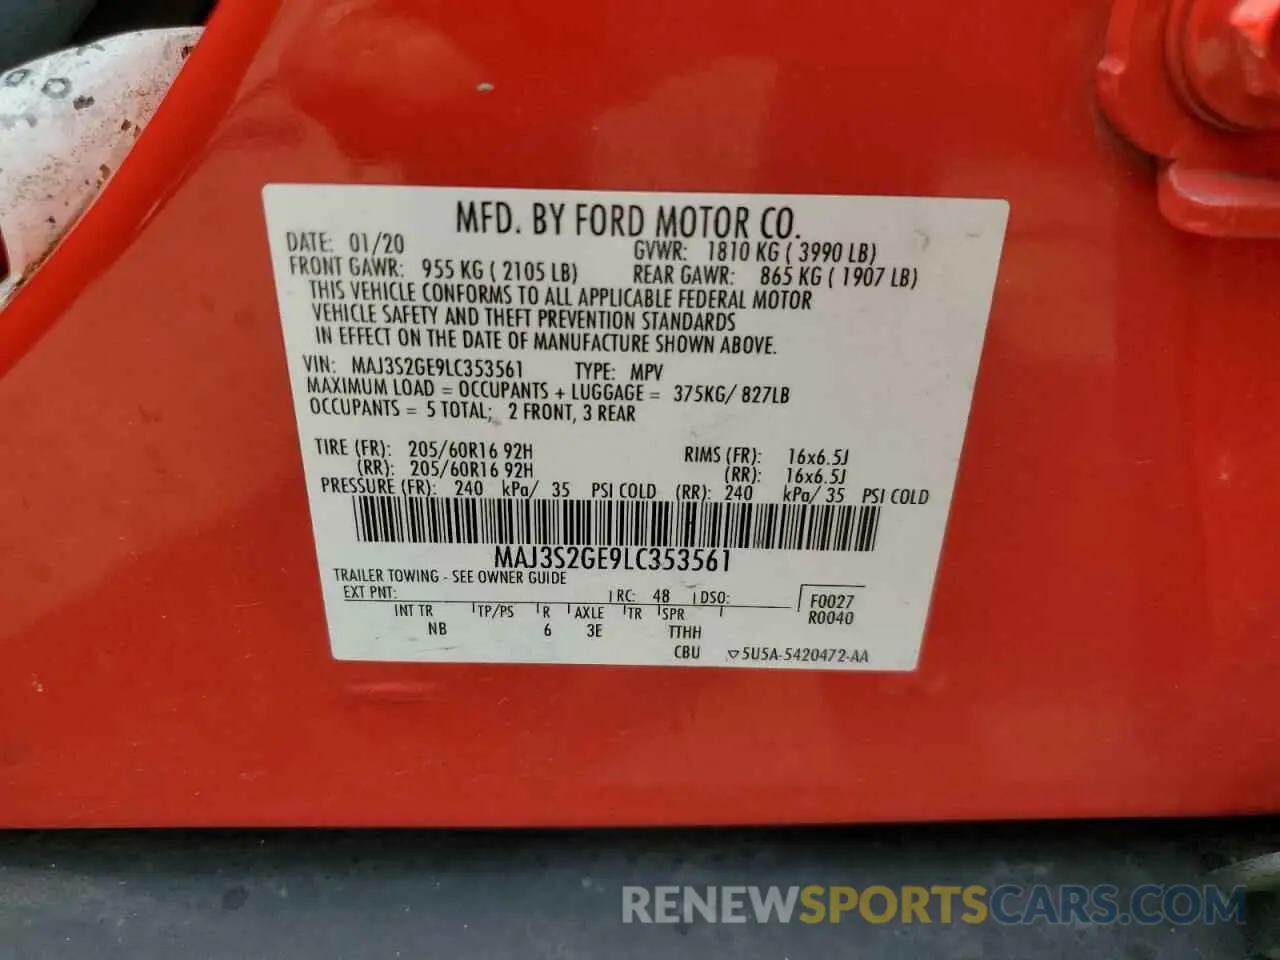 MFD. BY FORD MOTOR CO.
DATE: 01/20 GVWR: 1810 KG ( 3990 LB)
FRONT GAWR: 955 KG ( 2105 LB) REAR GAWR: 865 KG ( 1907 LB)
THIS VEHICLE CONFORMS TO ALL APPLICABLE FEDERAL MOTOR
VEHICLE SAFETY AND THEFT PREVENTION STANDARDS
IN EFFECT ON THE DATE OF MANUFACTURE SHOWN ABOVE.
VIN: MAJ3S2GE9LC353561 TYPE: MPV
MAXIMUM LOAD = OCCUPANTS + LUGGAGE = 375KG/ 827LB
OCCUPANTS = 5 TOTAL; 2 FRONT, 3 REAR
TIRE (FR): 205/60R16 92H RIMS (FR): 16x6.5J
(RR): 205/60R16 92H (RR): 16x6.5J
PRESSURE (FR): 240 kPa/ 35 PSI COLD (RR): 240 kPa/ 35 PSI COLD
MAJ3S2GE9LC353561
TRAILER TOWING - SEE OWNER GUIDE
EXT PNT: RC: 48 DSO: F0027
INT TR TP/PS R AXLE TR SPR R0040
NB 6 3E TTHH
CBU ▽5U5A-5420472-AA
RENEWSPORTSCARS.COM